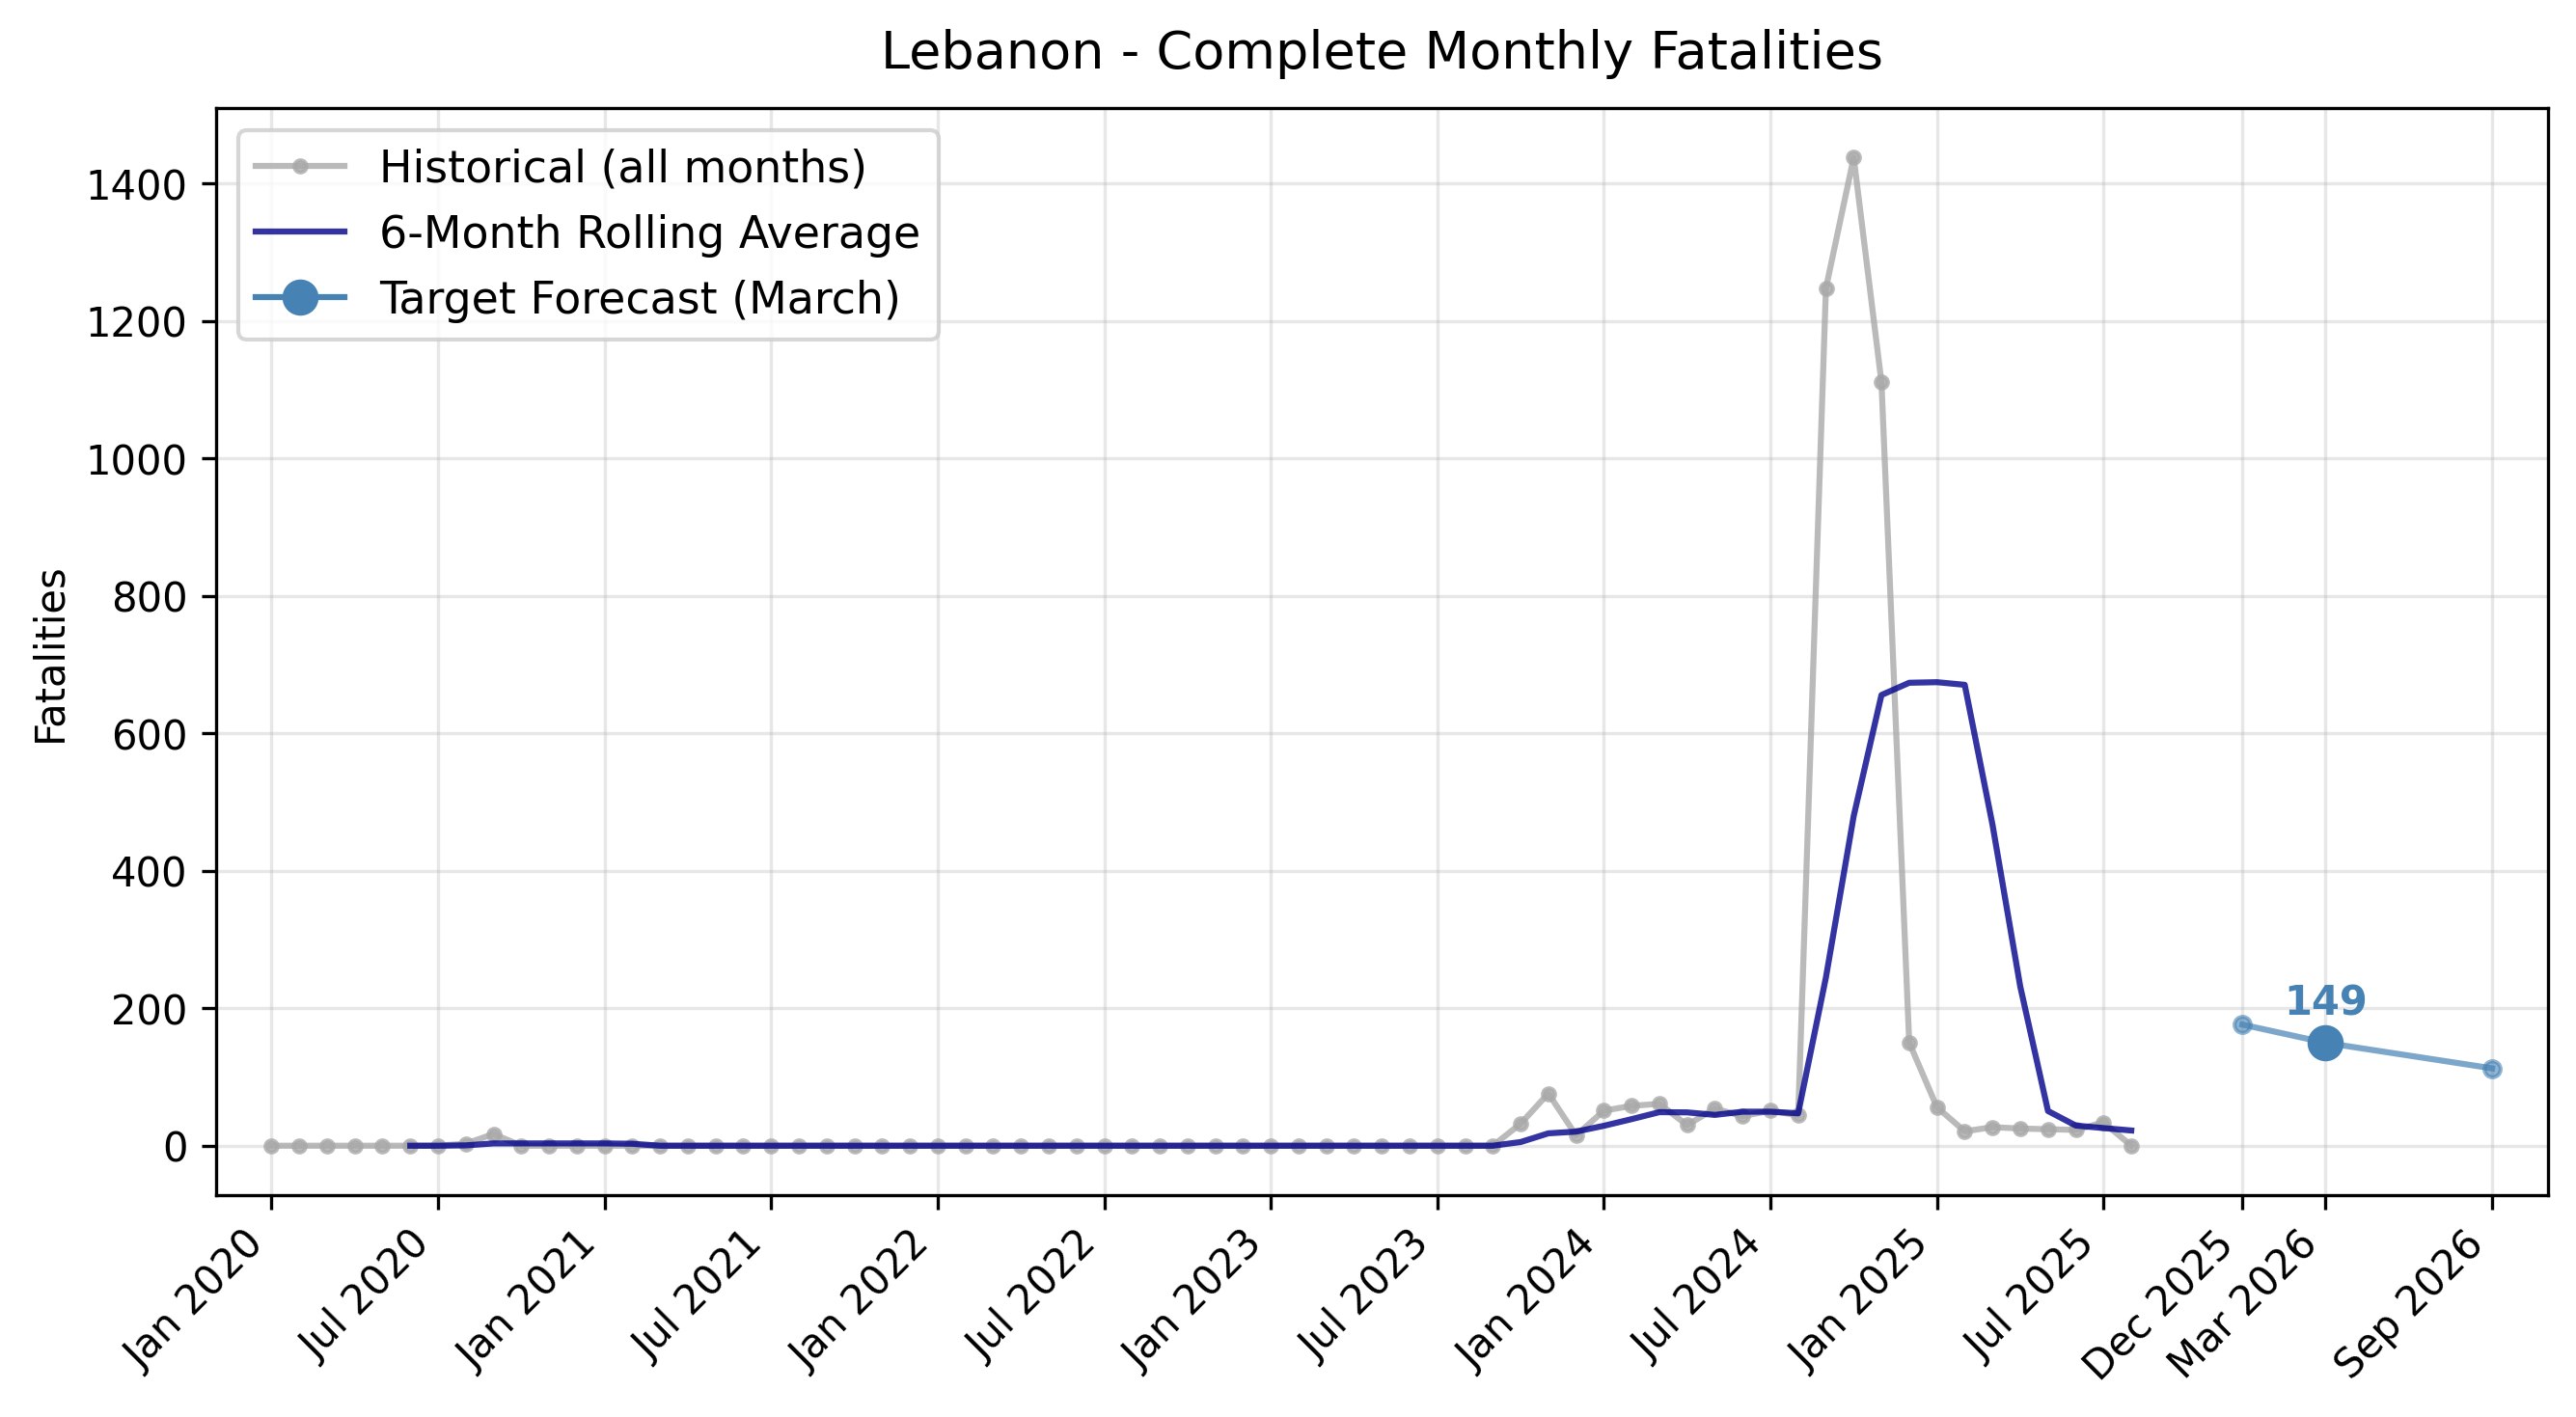 Lebanon - Complete Monthly Fatalities
Historical (all months)
6-Month Rolling Average
Target Forecast (March)
Fatalities
1400
1200
1000
800
600
400
200
0
149
Jan 2020
Jul 2020
Jan 2021
Jul 2021
Jan 2022
Jul 2022
Jan 2023
Jul 2023
Jan 2024
Jul 2024
Jan 2025
Jul 2025
Dec 2025
Mar 2026
Sep 2026